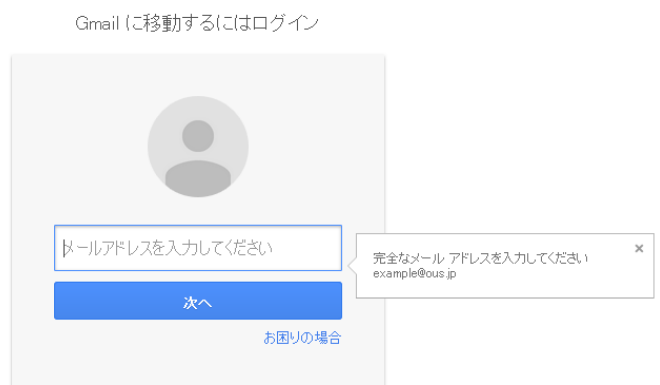 Gmail に移動するにはログイン
メールアドレスを入力してください
完全なメール アドレスを入力してください
example@ous.jp
次へ
お困りの場合